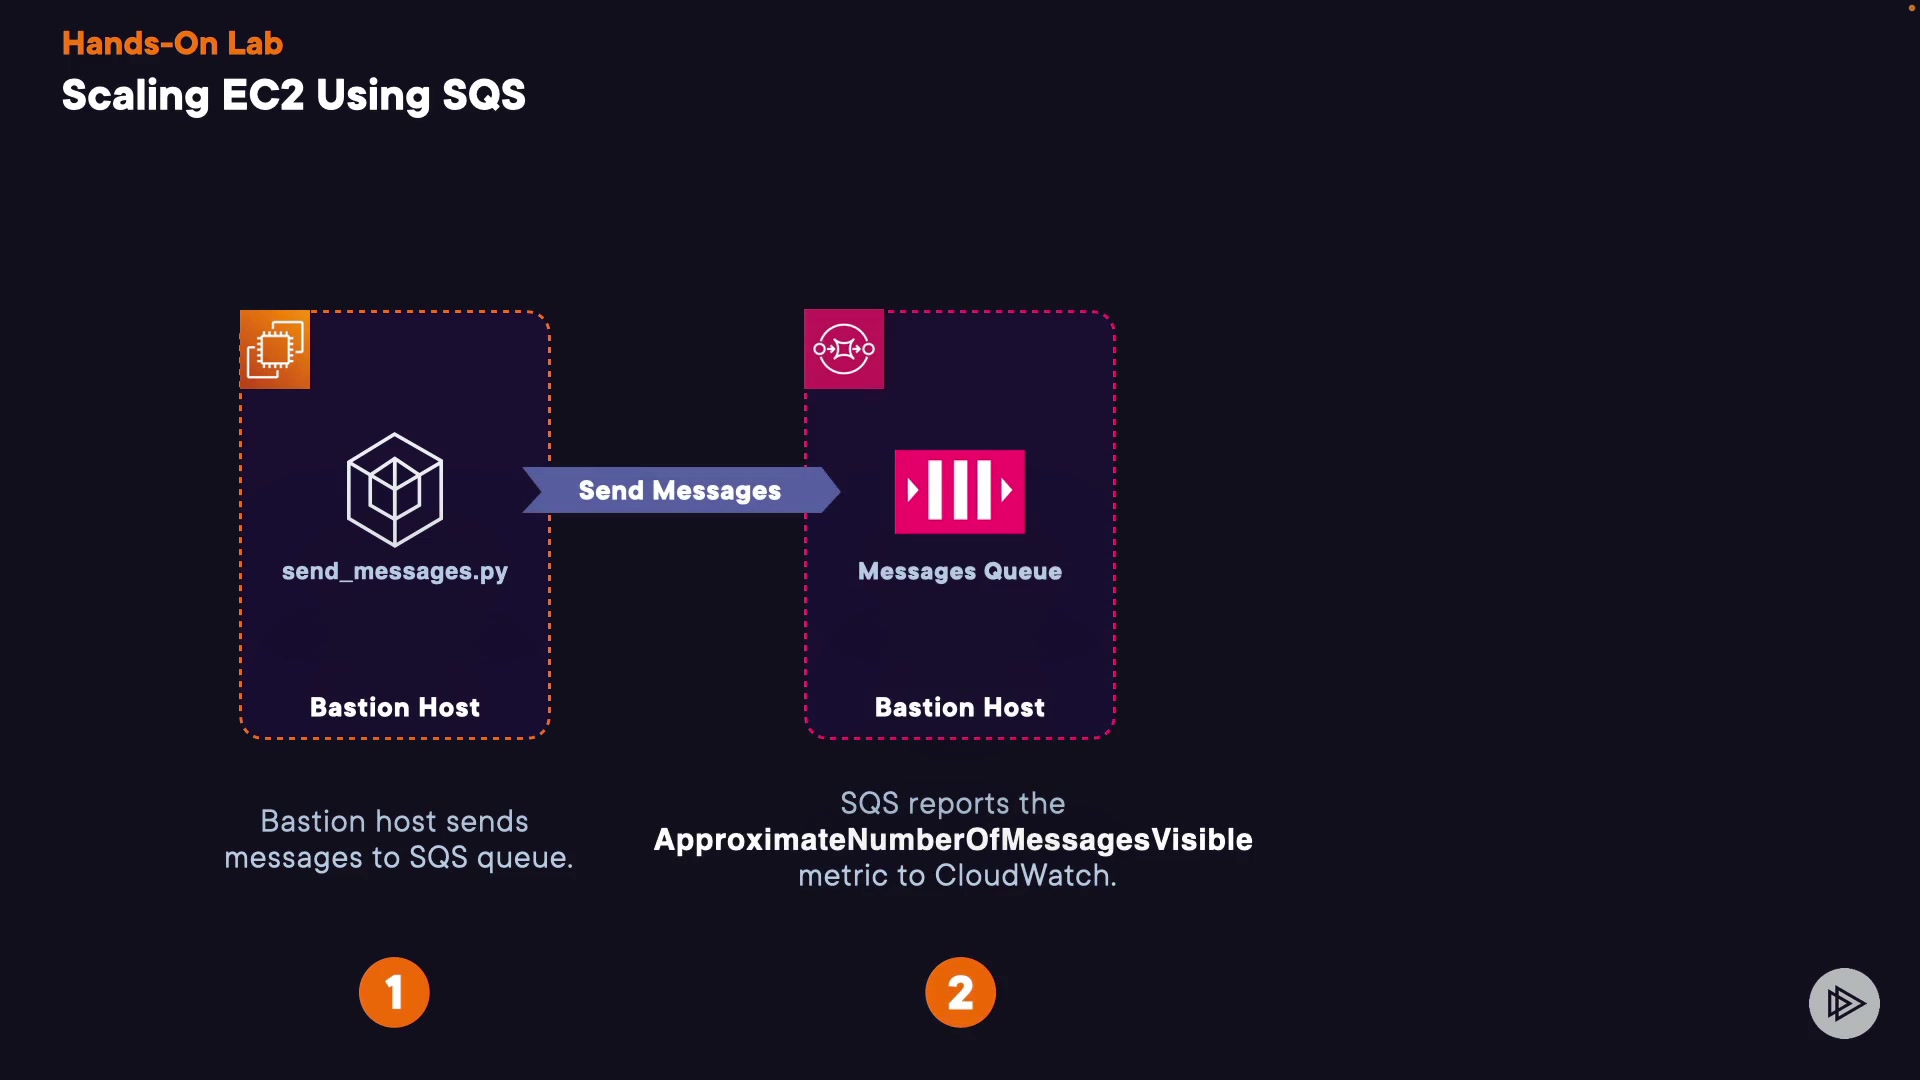 Hands-On Lab
Scaling EC2 Using SQS
Send Messages
send_messages.py
Messages Queue
Bastion Host
Bastion Host
Bastion host sends
messages to SQS queue.
SQS reports the
ApproximateNumberOfMessagesVisible
metric to CloudWatch.
1
2